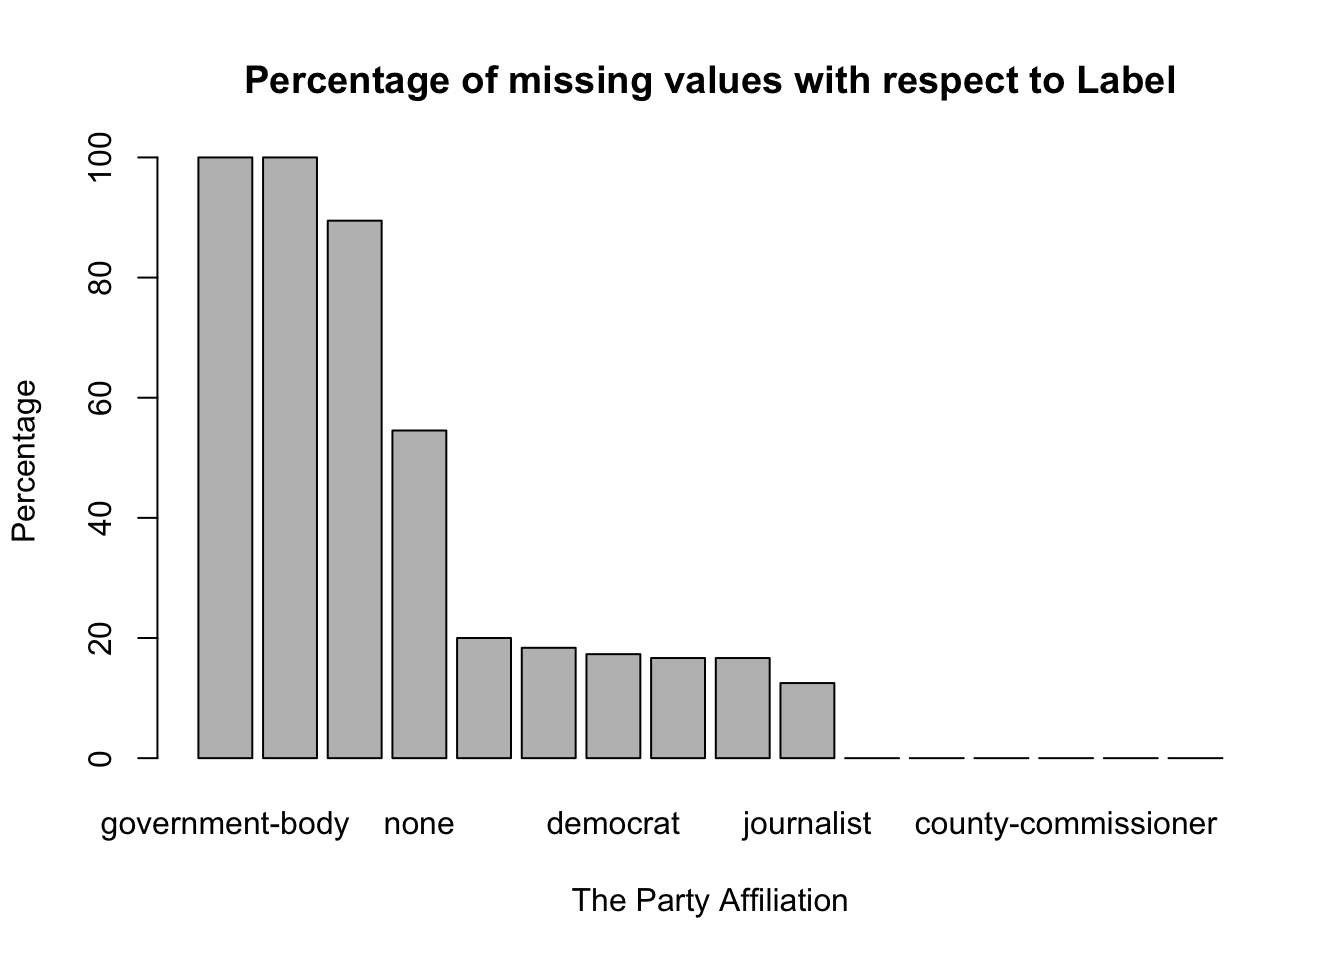 Percentage of missing values with respect to Label
Percentage
100
80
60
40
20
0
government-body none democrat journalist county-commissioner
The Party Affiliation